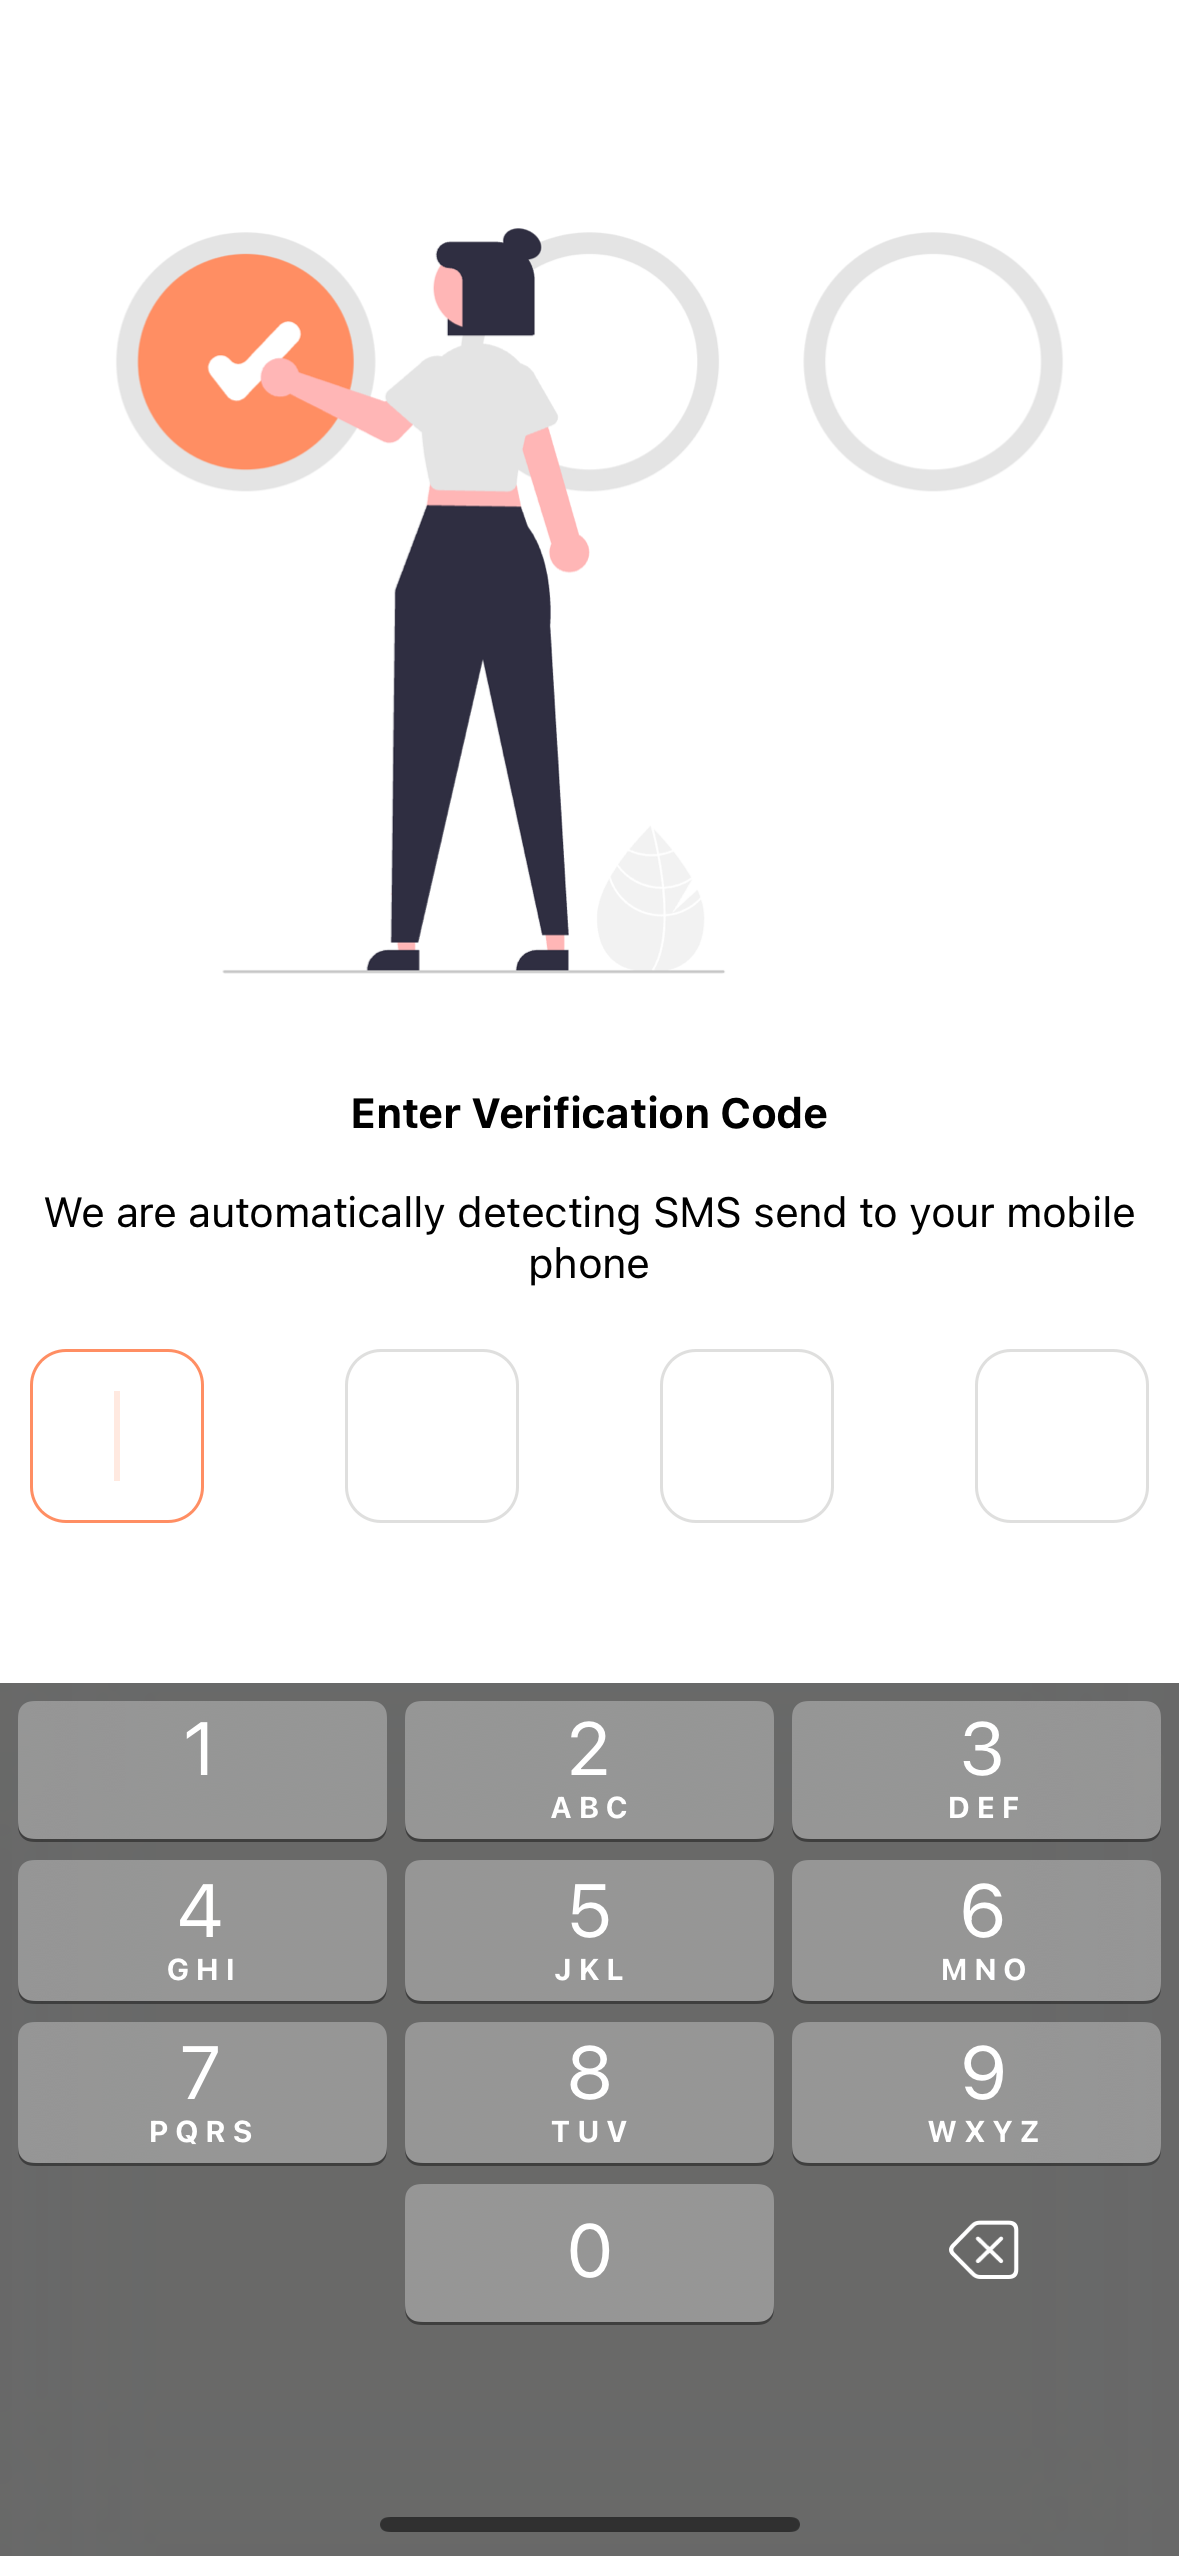 Enter Verification Code
We are automatically detecting SMS send to your mobile
phone
1
2
ABC
3
DEF
4
GHI
5
JKL
6
MNO
7
PQRS
8
TUV
9
WXYZ
0